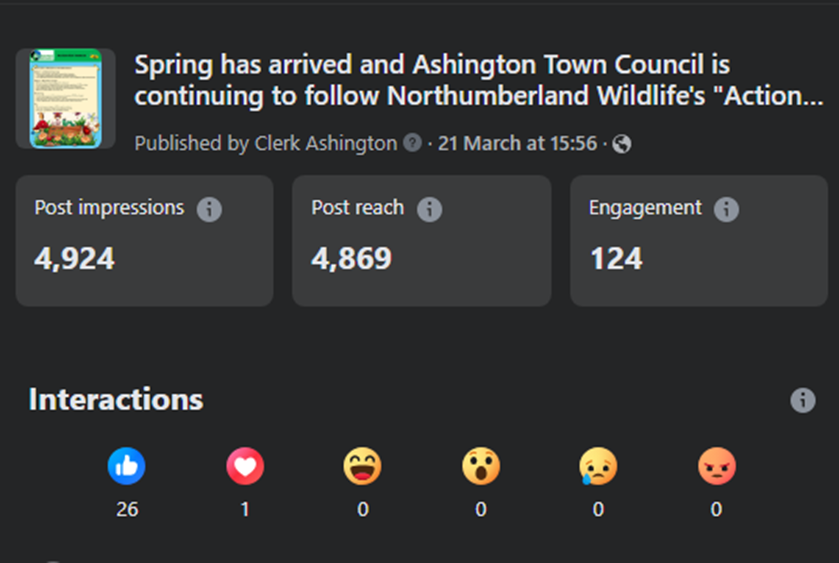 Spring has arrived and Ashington Town Council is
continuing to follow Northumberland Wildlife's "Action...
Published by Clerk Ashington ? · 21 March at 15:56 ·
Post impressions i
Post reach i
Engagement i
4,924
4,869
124
Interactions i
26
1
0
0
0
0